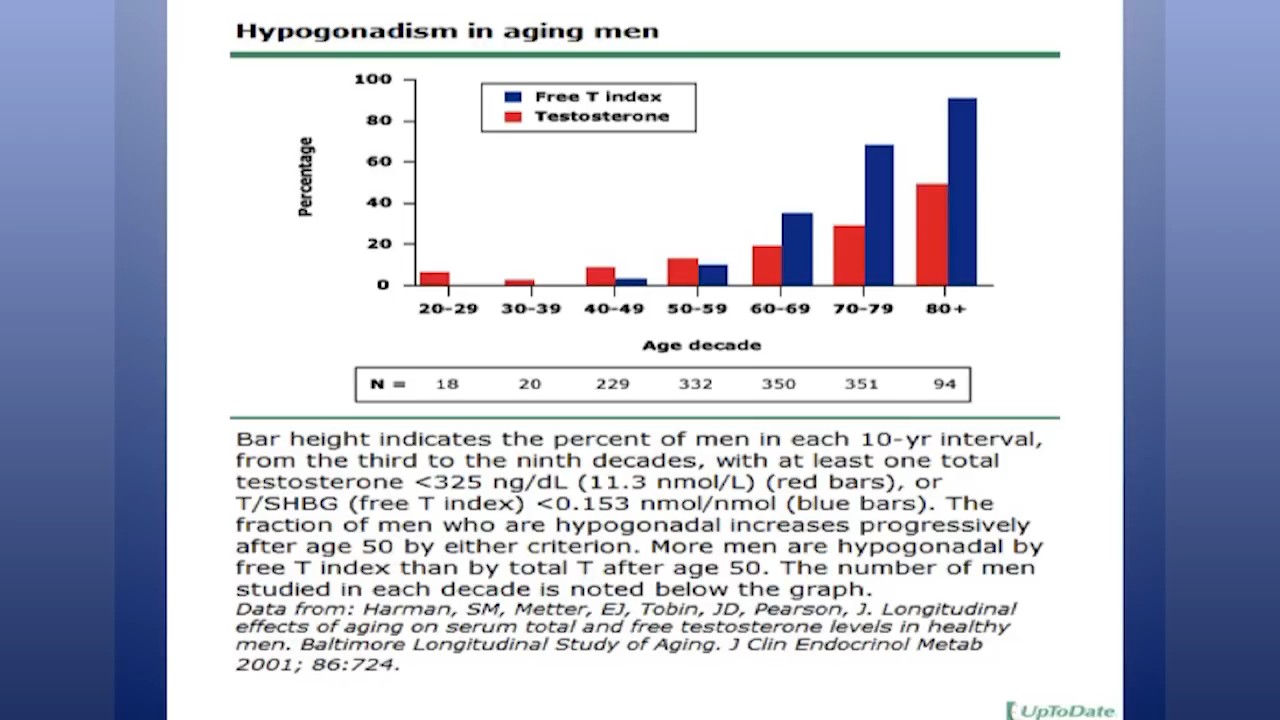 Hypogonadism in aging men
100
80
60
40
20
0
Percentage
Free T index
Testosterone
20-29 30-39 40-49 50-59 60-69 70-79 80+
Age decade
N = 18 20 229 332 350 351 94
Bar height indicates the percent of men in each 10-yr interval,
from the third to the ninth decades, with at least one total
testosterone <325 ng/dL (11.3 nmol/L) (red bars), or
T/SHBG (free T index) <0.153 nmol/nmol (blue bars). The
fraction of men who are hypogonadal increases progressively
after age 50 by either criterion. More men are hypogonadal by
free T index than by total T after age 50. The number of men
studied in each decade is noted below the graph.
Data from: Harman, SM, Metter, EJ, Tobin, JD, Pearson, J. Longitudinal
effects of aging on serum total and free testosterone levels in healthy
men. Baltimore Longitudinal Study of Aging. J Clin Endocrinol Metab
2001; 86:724.
UpToDate